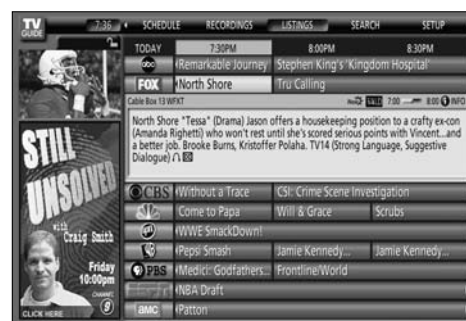 TV GUIDE
7:36 SCHEDULE RECORDINGS LISTINGS SEARCH SETUP
TODAY 7:30PM 8:00PM 8:30PM
abc Remarkable Journey Stephen King's 'Kingdom Hospital'
FOX North Shore Tru Calling
Cable Box 13 WFXT 7:00 8:00 INFO
North Shore "Tessa" (Drama) Jason offers a housekeeping position to a crafty ex-con
(Amanda Righetti) who won't rest until she's scored serious points with Vincent...and
a better job. Brooke Burns, Kristoffer Polaha. TV14 (Strong Language, Suggestive
Dialogue)
CBS Without a Trace CSI: Crime Scene Investigation
Come to Papa Will & Grace Scrubs
WWE SmackDown!
Pepsi Smash Jamie Kennedy... Jamie Kennedy...
PBS Medici: Godfathers... Frontline/World
NBA Draft
amc Patton
STILL
UNSOLVED
with
Craig Smith
Friday
10:00pm
CHANNEL
9
CLICK HERE